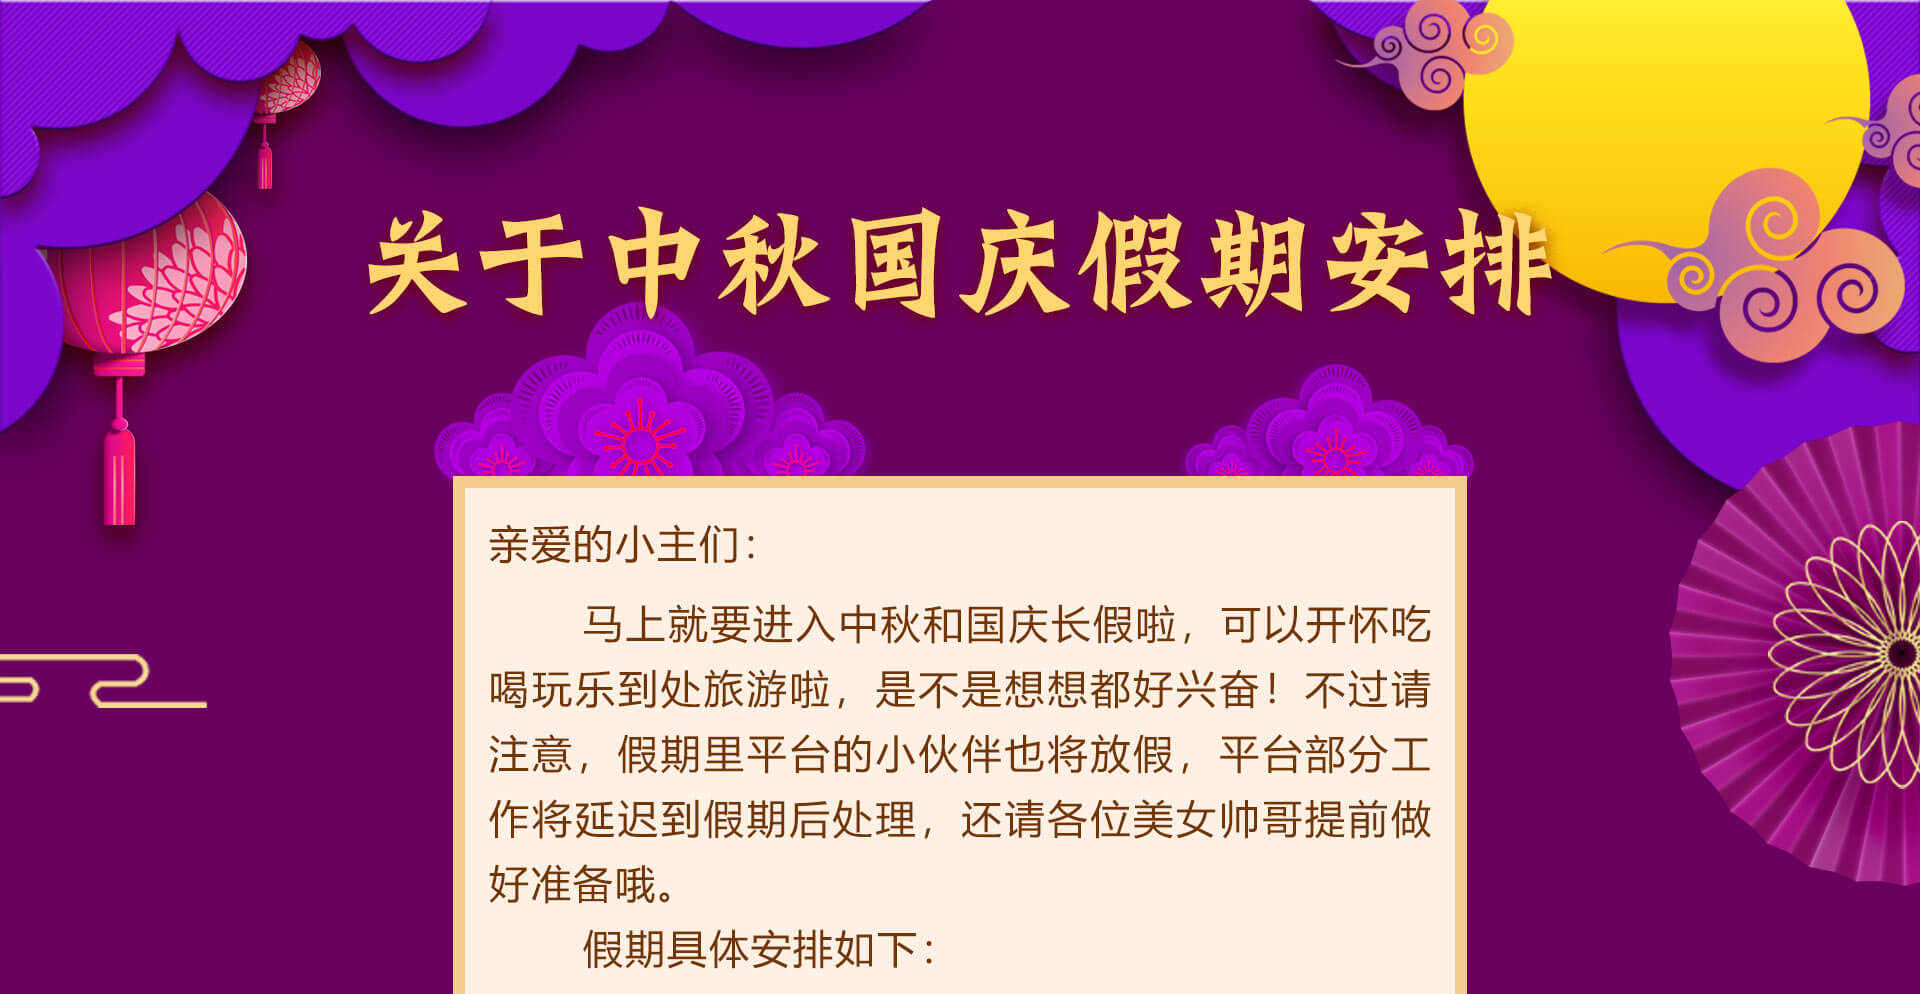 关于中秋国庆假期安排
亲爱的小主们：
马上就要进入中秋和国庆长假啦，可以开怀吃
喝玩乐到处旅游啦，是不是想想都好兴奋！不过请
注意，假期里平台的小伙伴也将放假，平台部分工
作将延迟到假期后处理，还请各位美女帅哥提前做
好准备哦。
假期具体安排如下：